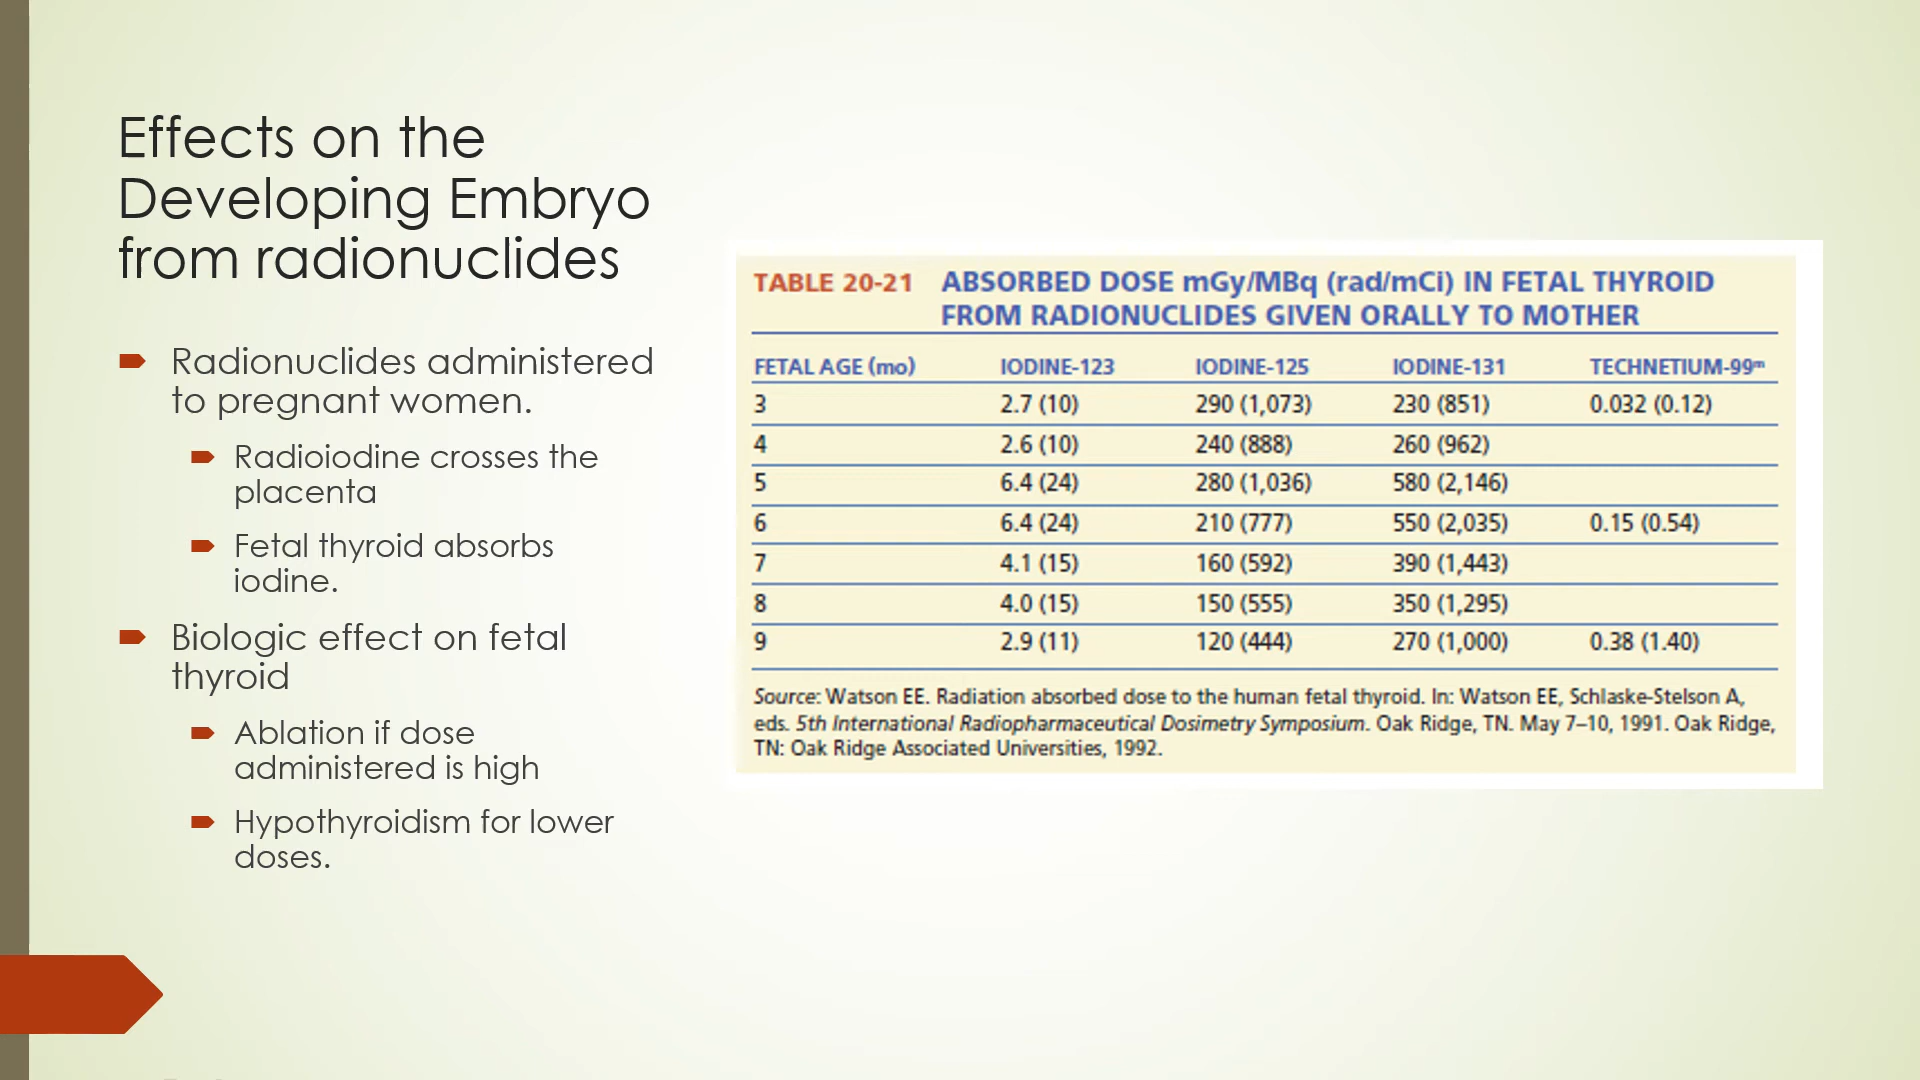 Effects on the
Developing Embryo
from radionuclides
Radionuclides administered
to pregnant women.
Radioiodine crosses the
placenta
Fetal thyroid absorbs
iodine.
Biologic effect on fetal
thyroid
Ablation if dose
administered is high
Hypothyroidism for lower
doses.
TABLE 20-21 ABSORBED DOSE mGy/MBq (rad/mCi) IN FETAL THYROID
FROM RADIONUCLIDES GIVEN ORALLY TO MOTHER
FETAL AGE (mo) IODINE-123 IODINE-125 IODINE-131 TECHNETIUM-99ᵐ
3 2.7 (10) 290 (1,073) 230 (851) 0.032 (0.12)
4 2.6 (10) 240 (888) 260 (962)
5 6.4 (24) 280 (1,036) 580 (2,146)
6 6.4 (24) 210 (777) 550 (2,035) 0.15 (0.54)
7 4.1 (15) 160 (592) 390 (1,443)
8 4.0 (15) 150 (555) 350 (1,295)
9 2.9 (11) 120 (444) 270 (1,000) 0.38 (1.40)
Source: Watson EE. Radiation absorbed dose to the human fetal thyroid. In: Watson EE, Schlaske-Stelson A,
eds. 5th International Radiopharmaceutical Dosimetry Symposium. Oak Ridge, TN. May 7–10, 1991. Oak Ridge,
TN: Oak Ridge Associated Universities, 1992.